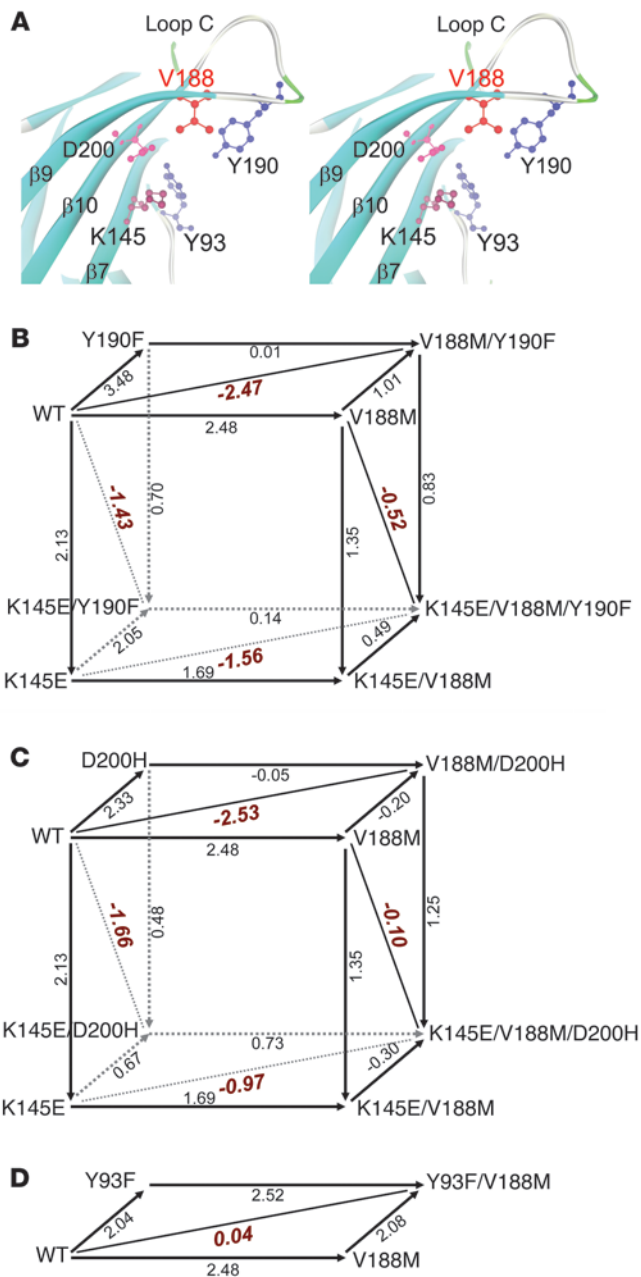 A
Loop C Loop C
V188 V188
D200 D200
Y190 Y190
β9 β9
β10 β10
K145 Y93 K145 Y93
β7 β7
B
Y190F 0.01 V188M/Y190F
3.48 -2.47 1.01
WT 2.48 V188M
2.13 -1.43 0.70 1.35 -0.52 0.83
K145E/Y190F 0.14 K145E/V188M/Y190F
2.05 -1.56 0.49
K145E 1.69 K145E/V188M
C
D200H -0.05 V188M/D200H
2.33 -2.53 -0.20
WT 2.48 V188M
2.13 -1.66 0.48 1.35 -0.10 1.25
K145E/D200H 0.73 K145E/V188M/D200H
0.67 -0.97 -0.30
K145E 1.69 K145E/V188M
D
Y93F 2.52 Y93F/V188M
2.04 0.04 2.08
WT 2.48 V188M